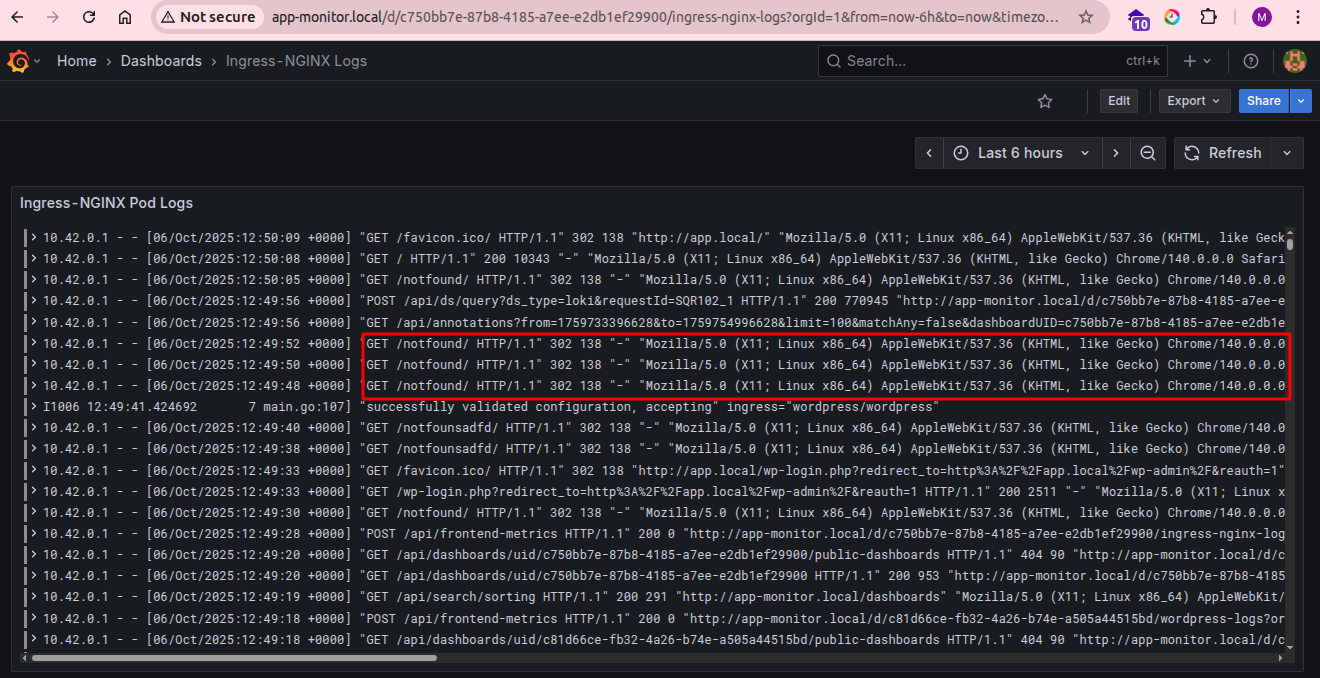 Not secure app-monitor.local/d/c750bb7e-87b8-4185-a7ee-e2db1ef29900/ingress-nginx-logs?orgId=1&from=now-6h&to=now&timezo... 10 M
Home › Dashboards › Ingress-NGINX Logs Search... ctrl+k
Edit Export Share
Last 6 hours Refresh
Ingress-NGINX Pod Logs
10.42.0.1 - - [06/Oct/2025:12:50:09 +0000] "GET /favicon.ico/ HTTP/1.1" 302 138 "http://app.local/" "Mozilla/5.0 (X11; Linux x86_64) AppleWebKit/537.36 (KHTML, like Geck
10.42.0.1 - - [06/Oct/2025:12:50:08 +0000] "GET / HTTP/1.1" 200 10343 "-" "Mozilla/5.0 (X11; Linux x86_64) AppleWebKit/537.36 (KHTML, like Gecko) Chrome/140.0.0.0 Safari
10.42.0.1 - - [06/Oct/2025:12:50:05 +0000] "GET /notfound/ HTTP/1.1" 302 138 "-" "Mozilla/5.0 (X11; Linux x86_64) AppleWebKit/537.36 (KHTML, like Gecko) Chrome/140.0.0.0
10.42.0.1 - - [06/Oct/2025:12:49:56 +0000] "POST /api/ds/query?ds_type=loki&requestId=SQR102_1 HTTP/1.1" 200 770945 "http://app-monitor.local/d/c750bb7e-87b8-4185-a7ee-e
10.42.0.1 - - [06/Oct/2025:12:49:56 +0000] "GET /api/annotations?from=1759733396628&to=1759754996628&limit=100&matchAny=false&dashboardUID=c750bb7e-87b8-4185-a7ee-e2db1e
10.42.0.1 - - [06/Oct/2025:12:49:52 +0000] "GET /notfound/ HTTP/1.1" 302 138 "-" "Mozilla/5.0 (X11; Linux x86_64) AppleWebKit/537.36 (KHTML, like Gecko) Chrome/140.0.0.0
10.42.0.1 - - [06/Oct/2025:12:49:50 +0000] "GET /notfound/ HTTP/1.1" 302 138 "-" "Mozilla/5.0 (X11; Linux x86_64) AppleWebKit/537.36 (KHTML, like Gecko) Chrome/140.0.0.0
10.42.0.1 - - [06/Oct/2025:12:49:48 +0000] "GET /notfound/ HTTP/1.1" 302 138 "-" "Mozilla/5.0 (X11; Linux x86_64) AppleWebKit/537.36 (KHTML, like Gecko) Chrome/140.0.0.0
I1006 12:49:41.424692 7 main.go:107] "successfully validated configuration, accepting" ingress="wordpress/wordpress"
10.42.0.1 - - [06/Oct/2025:12:49:40 +0000] "GET /notfounsadfd/ HTTP/1.1" 302 138 "-" "Mozilla/5.0 (X11; Linux x86_64) AppleWebKit/537.36 (KHTML, like Gecko) Chrome/140.0
10.42.0.1 - - [06/Oct/2025:12:49:38 +0000] "GET /notfounsadfd/ HTTP/1.1" 302 138 "-" "Mozilla/5.0 (X11; Linux x86_64) AppleWebKit/537.36 (KHTML, like Gecko) Chrome/140.0
10.42.0.1 - - [06/Oct/2025:12:49:33 +0000] "GET /favicon.ico/ HTTP/1.1" 302 138 "http://app.local/wp-login.php?redirect_to=http%3A%2F%2Fapp.local%2Fwp-admin%2F&reauth=1"
10.42.0.1 - - [06/Oct/2025:12:49:33 +0000] "GET /wp-login.php?redirect_to=http%3A%2F%2Fapp.local%2Fwp-admin%2F&reauth=1 HTTP/1.1" 200 2511 "-" "Mozilla/5.0 (X11; Linux x
10.42.0.1 - - [06/Oct/2025:12:49:30 +0000] "GET /notfound/ HTTP/1.1" 302 138 "-" "Mozilla/5.0 (X11; Linux x86_64) AppleWebKit/537.36 (KHTML, like Gecko) Chrome/140.0.0.0
10.42.0.1 - - [06/Oct/2025:12:49:28 +0000] "POST /api/frontend-metrics HTTP/1.1" 200 0 "http://app-monitor.local/d/c750bb7e-87b8-4185-a7ee-e2db1ef29900/ingress-nginx-log
10.42.0.1 - - [06/Oct/2025:12:49:20 +0000] "GET /api/dashboards/uid/c750bb7e-87b8-4185-a7ee-e2db1ef29900/public-dashboards HTTP/1.1" 404 90 "http://app-monitor.local/d/c
10.42.0.1 - - [06/Oct/2025:12:49:20 +0000] "GET /api/dashboards/uid/c750bb7e-87b8-4185-a7ee-e2db1ef29900 HTTP/1.1" 200 953 "http://app-monitor.local/d/c750bb7e-87b8-4185
10.42.0.1 - - [06/Oct/2025:12:49:19 +0000] "GET /api/search/sorting HTTP/1.1" 200 291 "http://app-monitor.local/dashboards" "Mozilla/5.0 (X11; Linux x86_64) AppleWebKit/
10.42.0.1 - - [06/Oct/2025:12:49:18 +0000] "POST /api/frontend-metrics HTTP/1.1" 200 0 "http://app-monitor.local/d/c81d66ce-fb32-4a26-b74e-a505a44515bd/wordpress-logs?or
10.42.0.1 - - [06/Oct/2025:12:49:18 +0000] "GET /api/dashboards/uid/c81d66ce-fb32-4a26-b74e-a505a44515bd/public-dashboards HTTP/1.1" 404 90 "http://app-monitor.local/d/c